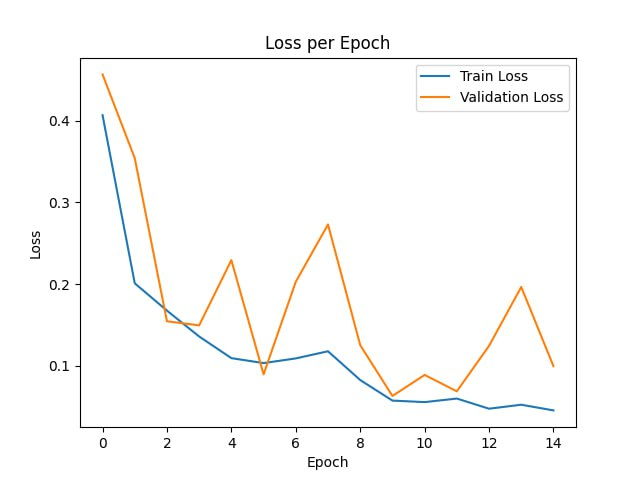 Loss per Epoch
Train Loss
Validation Loss
0.4
0.3
0.2
0.1
Loss
0 2 4 6 8 10 12 14
Epoch